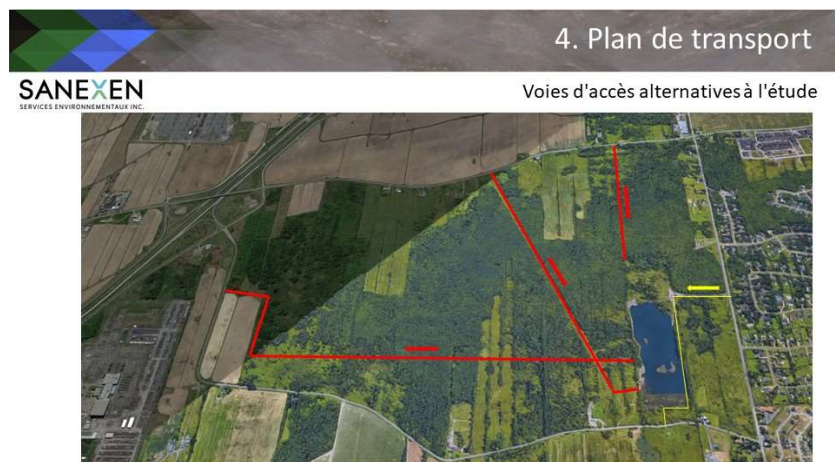 4. Plan de transport
SANEXEN
SERVICES ENVIRONNEMENTAUX INC.
Voies d'accès alternatives à l'étude